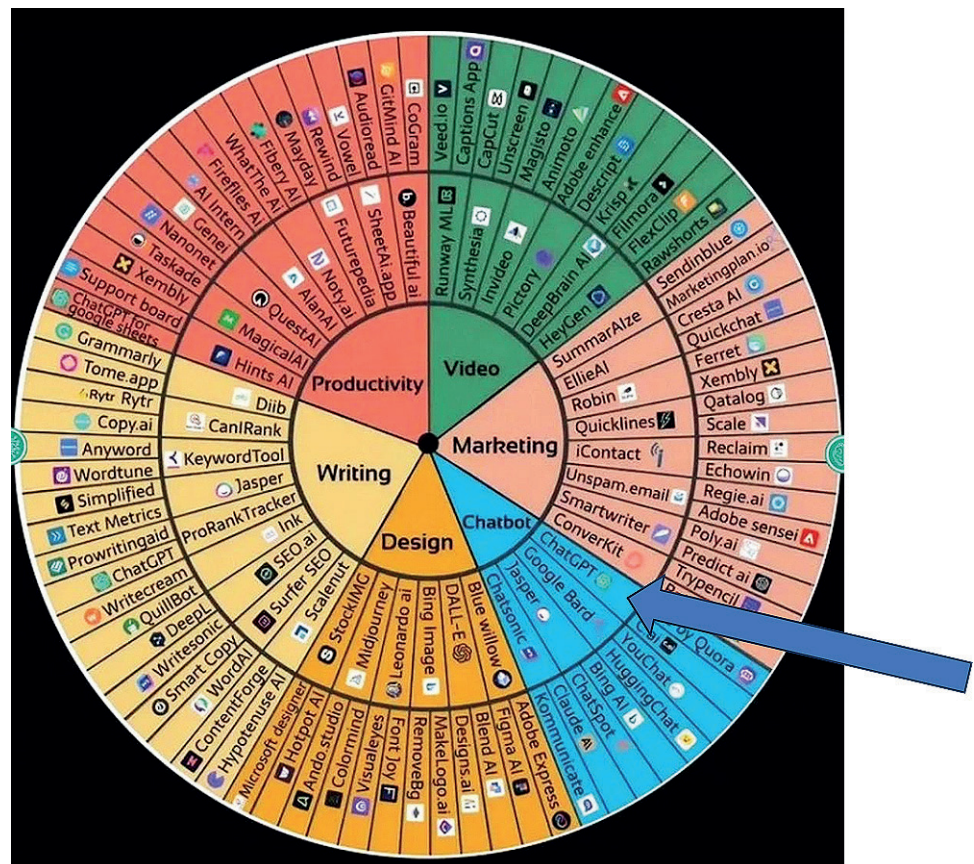 Productivity
Video
Marketing
Chatbot
Design
Writing
CoGram
GitMind AI
Audioread
Vowel
Rewind
Mayday
Fibery AI
WhatThe AI
Fireflies AI
AI Intern
Genei
Nanonet
Taskade
Xembly
Support board
ChatGPT for
google sheets
Beautiful ai
SheetAi.app
Futurepedia
Noty.ai
AlanAI
QuestAI
MagicalAI
Hints AI
Veed.io
Captions App
CapCut
Unscreen
Magisto
Animoto
Adobe enhance
Descript
Krisp
Filmora
FlexClip
Rawshorts
Runway ML
Synthesia
Invideo
Pictory
DeepBrain AI
HeyGen
Sendinblue
Marketingplan.io
Cresta AI
Quickchat
Ferret
Xembly
Qatalog
Scale
Reclaim
Echowin
Regie.ai
Adobe sensei
Poly.ai
Predict ai
Trypencil
SummarAIze
EllieAI
Robin
Quicklines
iContact
Unspam.email
Smartwriter
ConverKit
ChatGPT
Google Bard
Jasper
Chatsonic
by Quora
YouChat
HuggingChat
Bing AI
ChatSpot
Claude
Kommunicate
Blue willow
DALL-E
Bing Image
Leonardo ai
Midjourney
StockIMG
Adobe Express
Figma AI
Blend AI
Designs.ai
MakeLogo.ai
RemoveBg
Font Joy
Visualeyes
Colormind
Ando.studio
Hotpot AI
Microsoft designer
Diib
CanIRank
KeywordTool
Jasper
ProRankTracker
Ink
SEO.ai
Surfer SEO
Scalenut
Grammarly
Tome.app
Rytr Rytr
Copy.ai
Anyword
Wordtune
Simplified
Text Metrics
Prowritingaid
ChatGPT
Writecream
QuillBot
DeepL
Writesonic
Smart Copy
WordAI
ContentForge
Hypotenuse AI